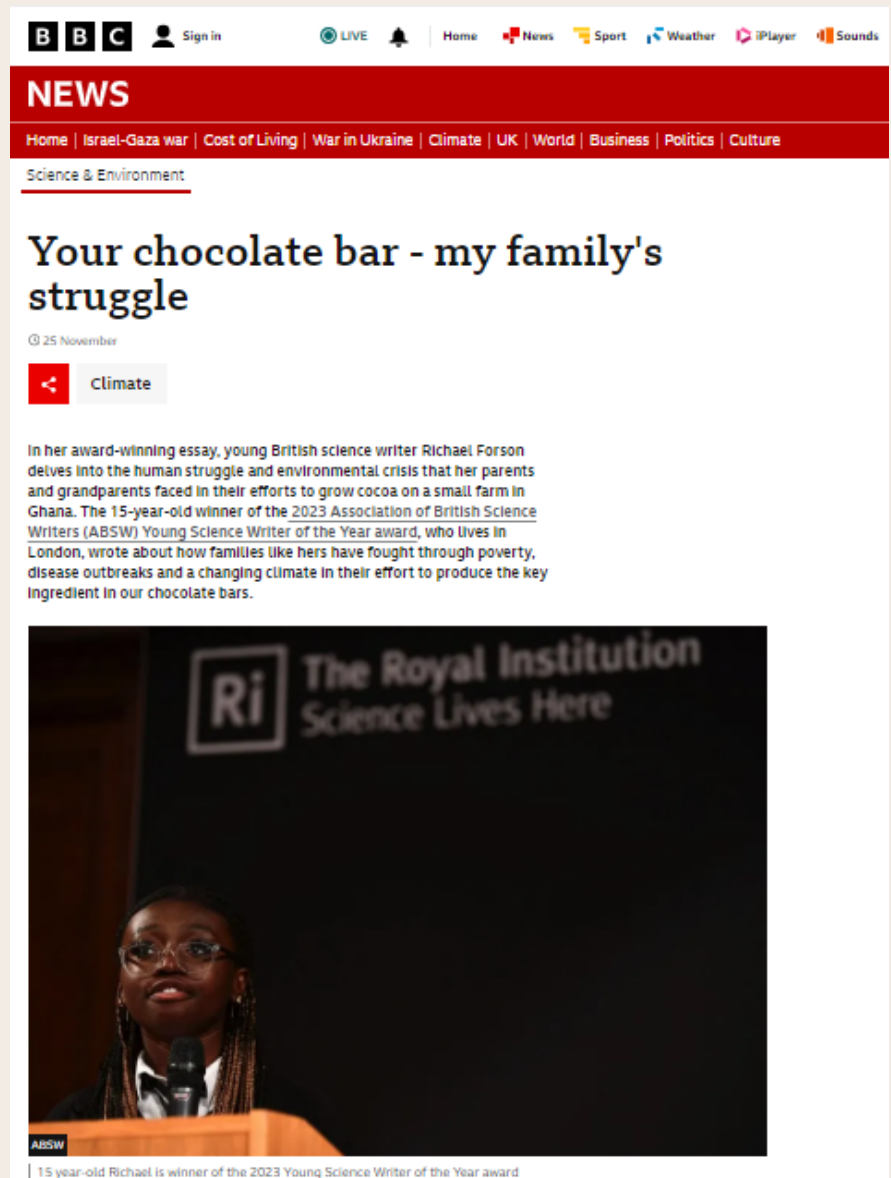 BBC Sign in LIVE Home News Sport Weather iPlayer Sounds
NEWS
Home | Israel-Gaza war | Cost of Living | War in Ukraine | Climate | UK | World | Business | Politics | Culture
Science & Environment
Your chocolate bar - my family's
struggle
25 November
Climate
In her award-winning essay, young British science writer Richael Forson
delves into the human struggle and environmental crisis that her parents
and grandparents faced in their efforts to grow cocoa on a small farm in
Ghana. The 15-year-old winner of the 2023 Association of British Science
Writers (ABSW) Young Science Writer of the Year award, who lives in
London, wrote about how families like hers have fought through poverty,
disease outbreaks and a changing climate in their effort to produce the key
ingredient in our chocolate bars.
Ri The Royal Institution
Science Lives Here
ABSW
15 year-old Richael is winner of the 2023 Young Science Writer of the Year award